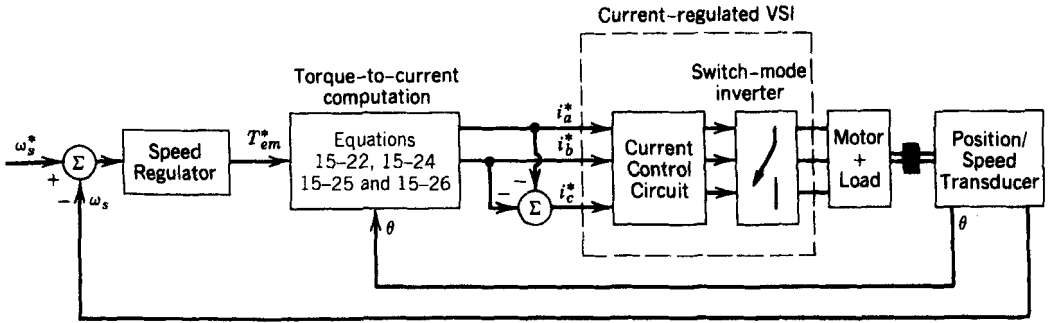 Current-regulated VSI
Torque-to-current
computation
Switch-mode
inverter
ω*s
+
Σ
−
ωs
Speed
Regulator
T*em
Equations
15–22, 15–24
15–25 and 15–26
θ
i*a
i*b
i*c
−
−
Σ
Current
Control
Circuit
Motor
+
Load
Position/
Speed
Transducer
θ